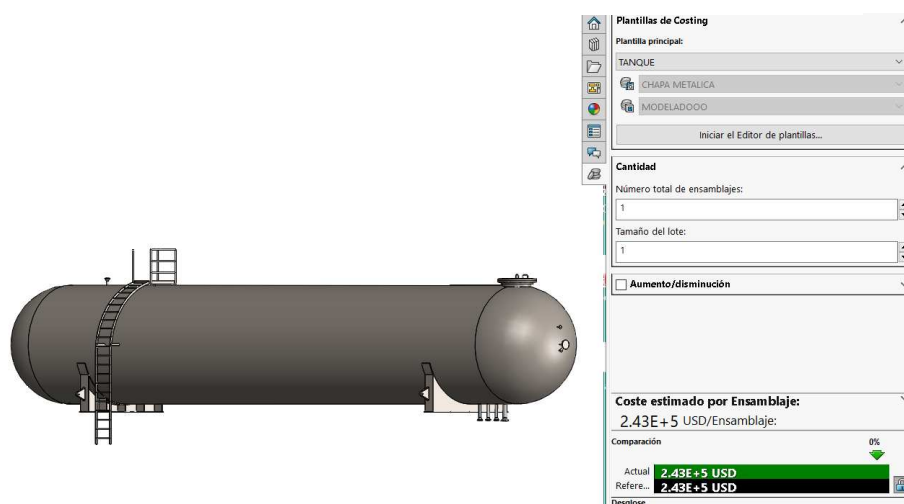 Plantillas de Costing
Plantilla principal:
TANQUE
CHAPA METALICA
MODELADOOO
Iniciar el Editor de plantillas...
Cantidad
Número total de ensamblajes:
1
Tamaño del lote:
1
Aumento/disminución
Coste estimado por Ensamblaje:
2.43E+5 USD/Ensamblaje:
Comparación 0%
Actual 2.43E+5 USD
Refere... 2.43E+5 USD
Desglose